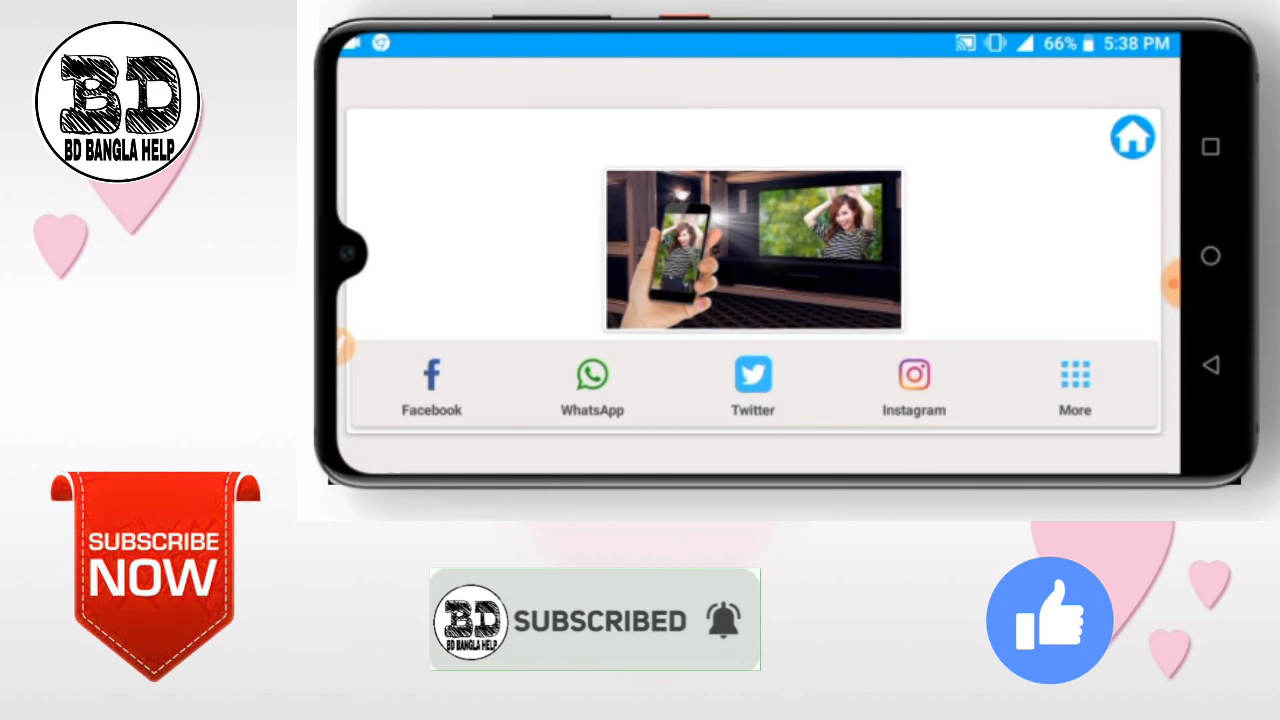 BD
BD BANGLA HELP
66% 5:38 PM
Facebook
WhatsApp
Twitter
Instagram
More
SUBSCRIBE
NOW
BD
BD BANGLA HELP
SUBSCRIBED